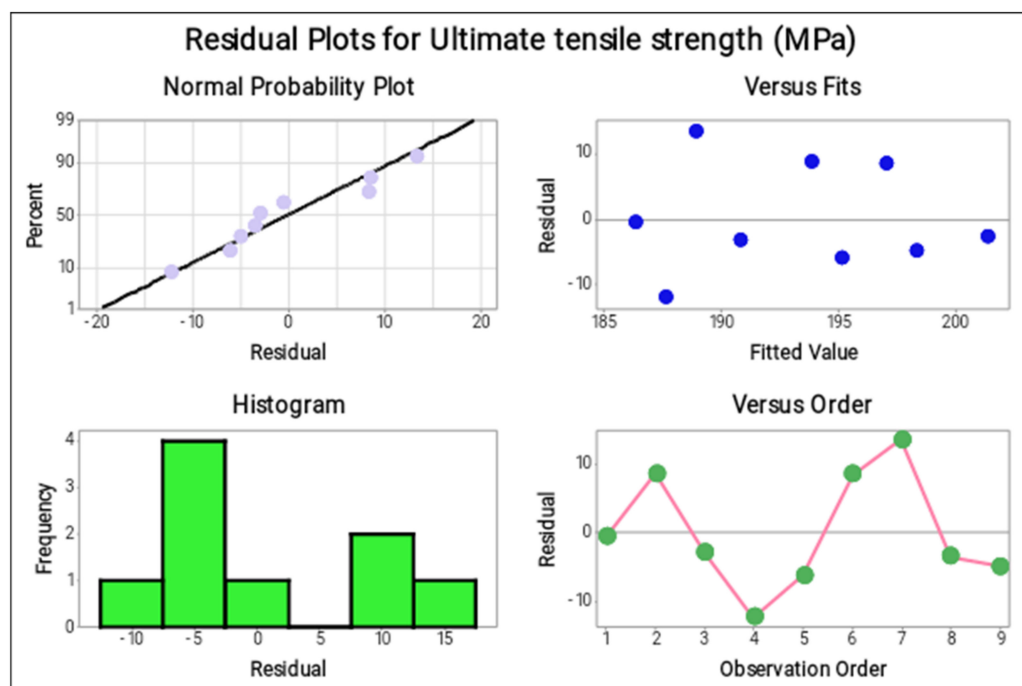 Residual Plots for Ultimate tensile strength (MPa)
Normal Probability Plot
99
90
50
10
1
Percent
-20 -10 0 10 20
Residual
Versus Fits
10
0
-10
Residual
185 190 195 200
Fitted Value
Histogram
4
3
2
1
0
Frequency
-10 -5 0 5 10 15
Residual
Versus Order
10
0
-10
Residual
1 2 3 4 5 6 7 8 9
Observation Order